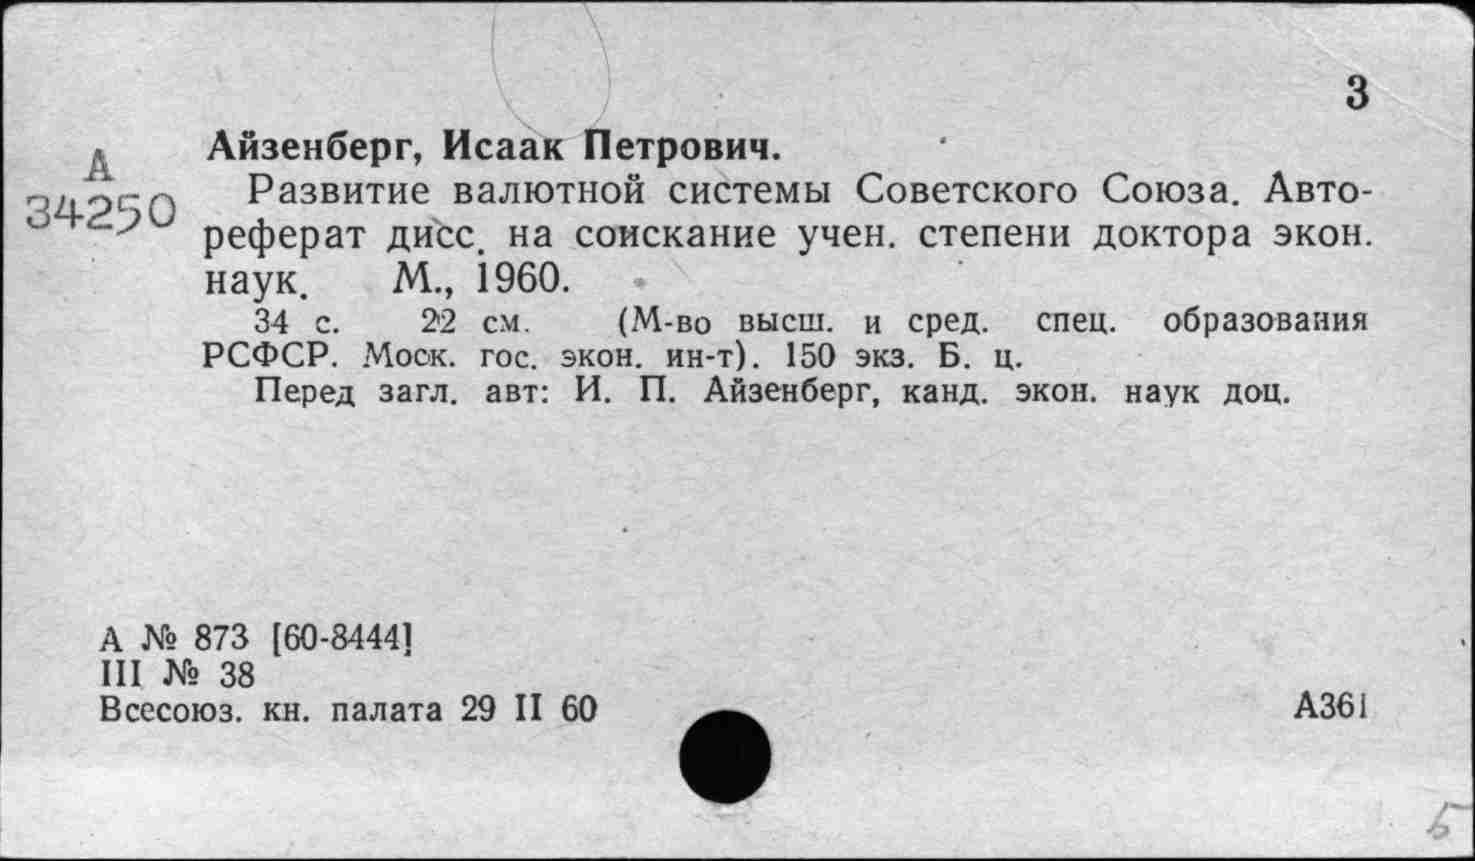 3
Айзенберг, Исаак Петрович.
А
34250
Развитие валютной системы Советского Союза. Авто-
реферат дисс. на соискание учен. степени доктора экон.
наук. М., 1960.
34 с. 22 см. (М-во высш. и сред. спец. образования
РСФСР. Моск. гос. экон. ин-т). 150 экз. Б. ц.
Перед загл. авт: И. П. Айзенберг, канд. экон. наук доц.
А № 873 [60-8444]
III № 38
Всесоюз. кн. палата 29 II 60
А361
Б